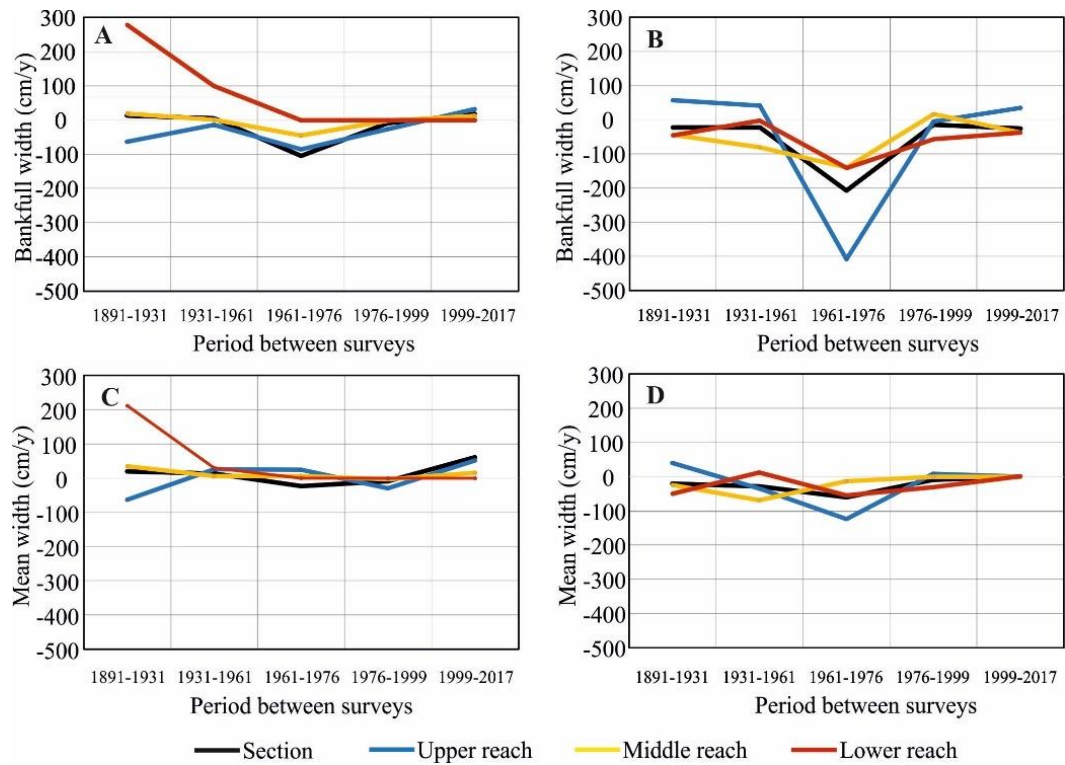 A
Bankfull width (cm/y)
300
200
100
0
-100
-200
-300
-400
-500
1891-1931 1931-1961 1961-1976 1976-1999 1999-2017
Period between surveys
B
Bankfull width (cm/y)
300
200
100
0
-100
-200
-300
-400
-500
1891-1931 1931-1961 1961-1976 1976-1999 1999-2017
Period between surveys
C
Mean width (cm/y)
300
200
100
0
-100
-200
-300
-400
-500
1891-1931 1931-1961 1961-1976 1976-1999 1999-2017
Period between surveys
D
Mean width (cm/y)
300
200
100
0
-100
-200
-300
-400
-500
1891-1931 1931-1961 1961-1976 1976-1999 1999-2017
Period between surveys
Section Upper reach Middle reach Lower reach